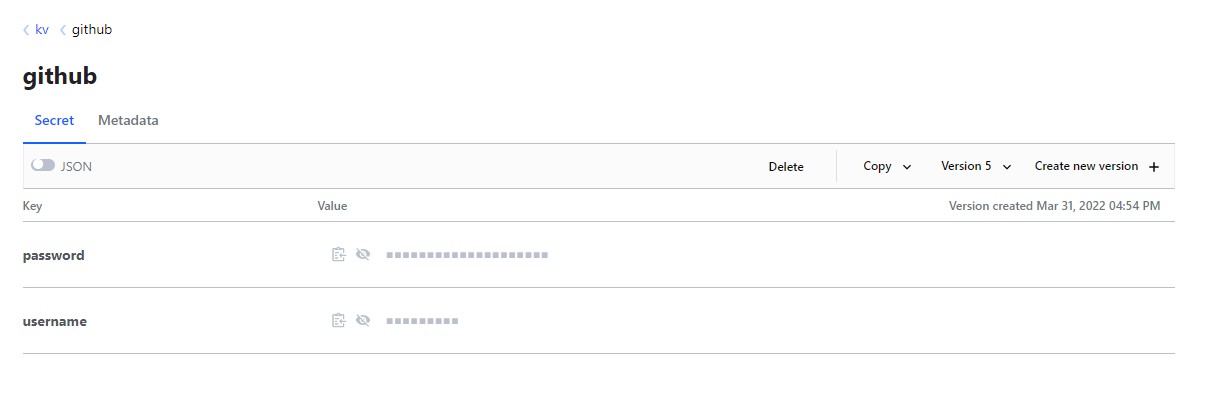 kv github
github
Secret Metadata
JSON Delete Copy Version 5 Create new version
Key Value Version created Mar 31, 2022 04:54 PM
password
username